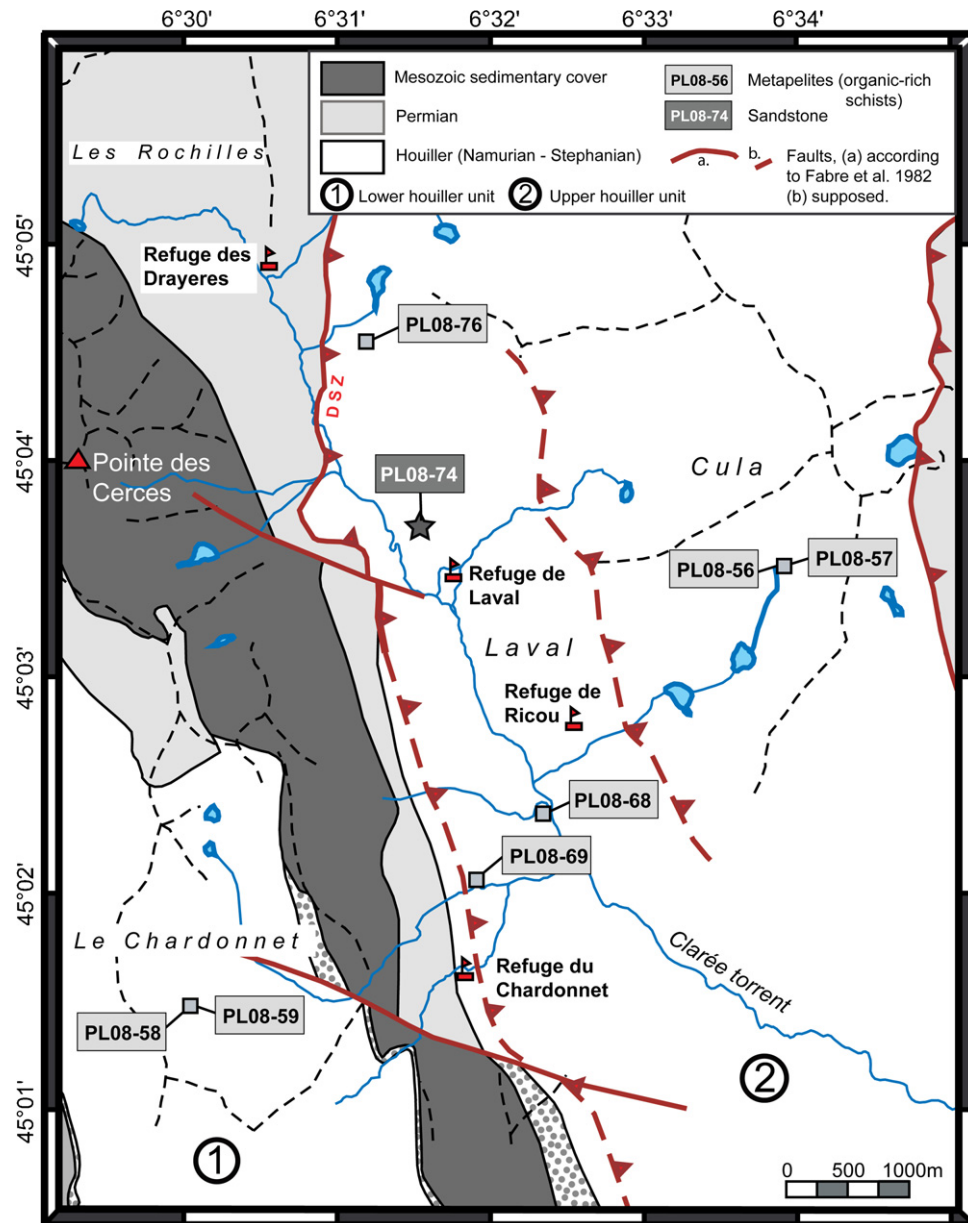 6°30' 6°31' 6°32' 6°33' 6°34'
Mesozoic sedimentary cover
Permian
Houiller (Namurian - Stephanian)
1 Lower houiller unit 2 Upper houiller unit
PL08-56 Metapelites (organic-rich
schists)
PL08-74 Sandstone
a. b. Faults, (a) according
to Fabre et al. 1982
(b) supposed.
Les Rochilles
45°05'
Refuge des
Drayeres
PL08-76
DSZ
45°04'
Pointe des
Cerces
PL08-74
Cula
Refuge de
Laval
PL08-56
PL08-57
Laval
45°03'
Refuge de
Ricou
PL08-68
PL08-69
45°02'
Le Chardonnet
Refuge du
Chardonnet
Clarée torrent
PL08-58
PL08-59
45°01'
1
2
0 500 1000m